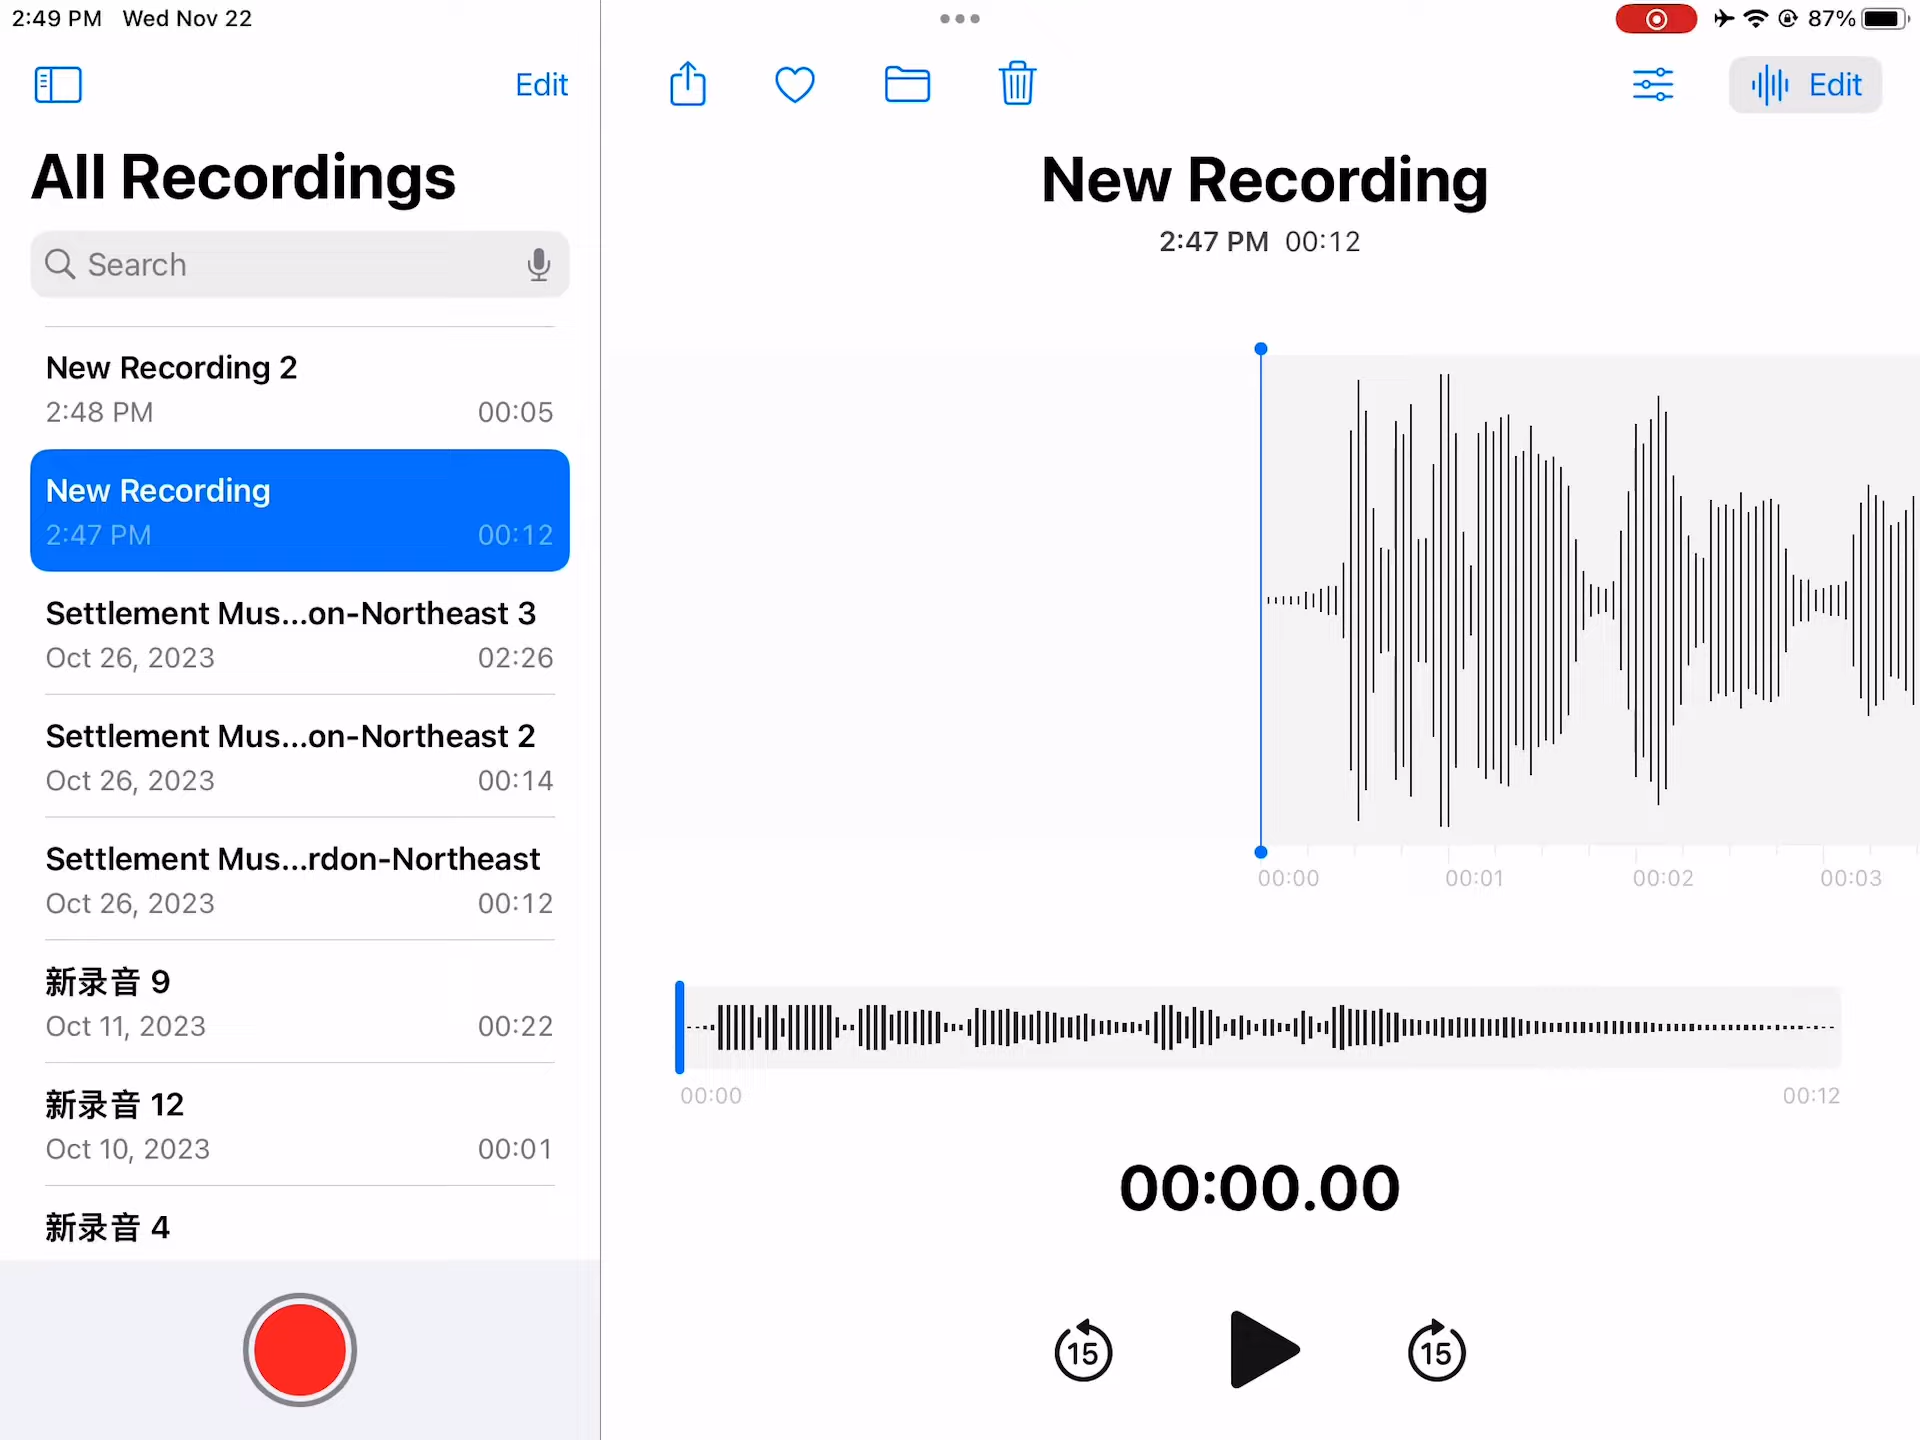 2:49 PM Wed Nov 22
87%
Edit
All Recordings
Search
New Recording 2
2:48 PM 00:05
New Recording
2:47 PM 00:12
Settlement Mus...on-Northeast 3
Oct 26, 2023 02:26
Settlement Mus...on-Northeast 2
Oct 26, 2023 00:14
Settlement Mus...rdon-Northeast
Oct 26, 2023 00:12
新录音 9
Oct 11, 2023 00:22
新录音 12
Oct 10, 2023 00:01
新录音 4
Edit
New Recording
2:47 PM 00:12
00:00 00:01 00:02 00:03
00:00 00:12
00:00.00
15 15